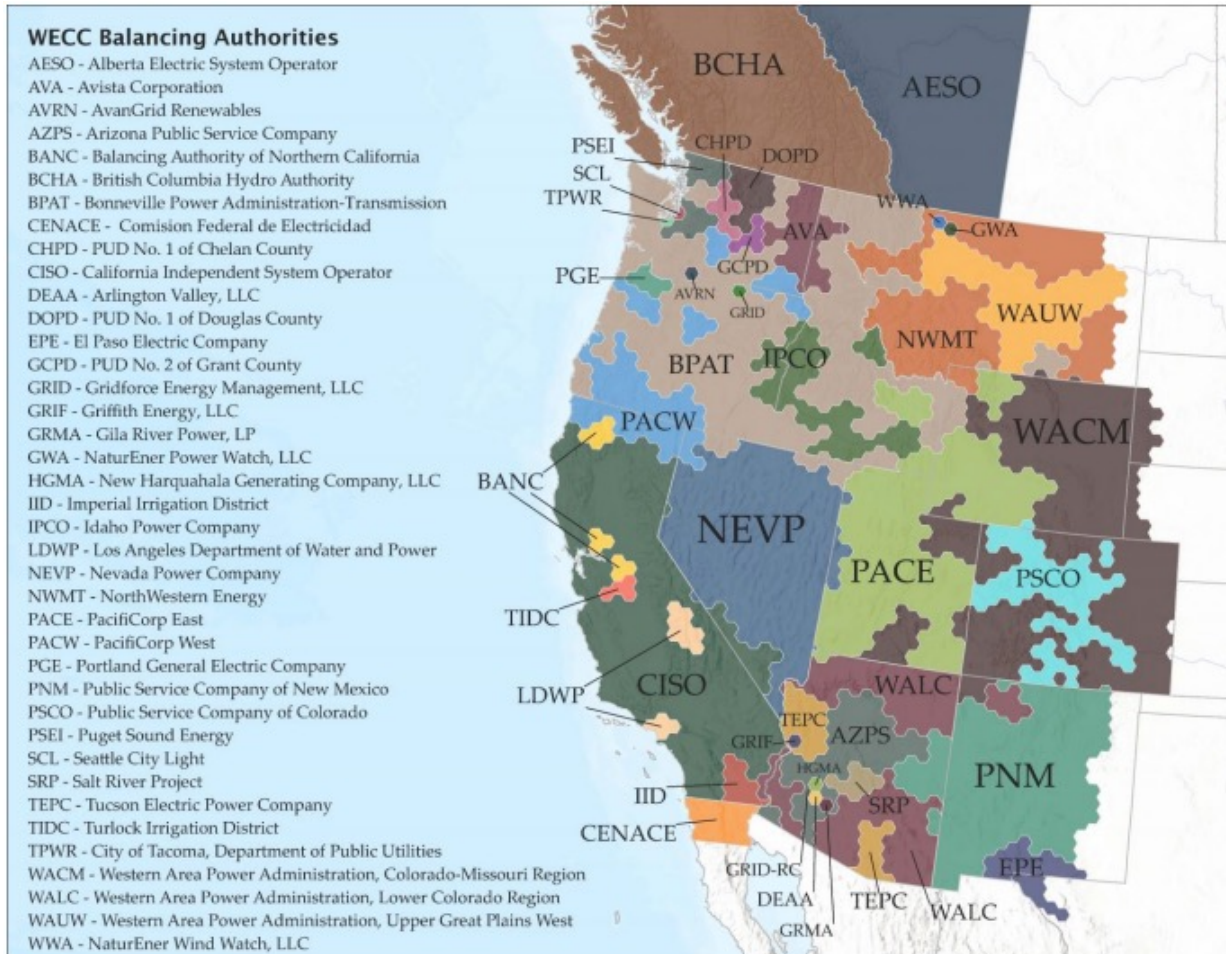 WECC Balancing Authorities
AESO - Alberta Electric System Operator
AVA - Avista Corporation
AVRN - AvanGrid Renewables
AZPS - Arizona Public Service Company
BANC - Balancing Authority of Northern California
BCHA - British Columbia Hydro Authority
BPAT - Bonneville Power Administration-Transmission
CENACE - Comision Federal de Electricidad
CHPD - PUD No. 1 of Chelan County
CISO - California Independent System Operator
DEAA - Arlington Valley, LLC
DOPD - PUD No. 1 of Douglas County
EPE - El Paso Electric Company
GCPD - PUD No. 2 of Grant County
GRID - Gridforce Energy Management, LLC
GRIF - Griffith Energy, LLC
GRMA - Gila River Power, LP
GWA - NaturEner Power Watch, LLC
HGMA - New Harquahala Generating Company, LLC
IID - Imperial Irrigation District
IPCO - Idaho Power Company
LDWP - Los Angeles Department of Water and Power
NEVP - Nevada Power Company
NWMT - NorthWestern Energy
PACE - PacifiCorp East
PACW - PacifiCorp West
PGE - Portland General Electric Company
PNM - Public Service Company of New Mexico
PSCO - Public Service Company of Colorado
PSEI - Puget Sound Energy
SCL - Seattle City Light
SRP - Salt River Project
TEPC - Tucson Electric Power Company
TIDC - Turlock Irrigation District
TPWR - City of Tacoma, Department of Public Utilities
WACM - Western Area Power Administration, Colorado-Missouri Region
WALC - Western Area Power Administration, Lower Colorado Region
WAUW - Western Area Power Administration, Upper Great Plains West
WWA - NaturEner Wind Watch, LLC
BCHA
AESO
PSEI
CHPD
DOPD
SCL
TPWR
WWA
GWA
AVA
GCPD
PGE
AVRN
GRID
WAUW
NWMT
BPAT
IPCO
PACW
WACM
BANC
NEVP
PACE
PSCO
TIDC
CISO
LDWP
WALC
TEPC
AZPS
GRIF
HGMA
PNM
IID
SRP
CENACE
GRID-RC
DEAA
GRMA
TEPC
WALC
EPE